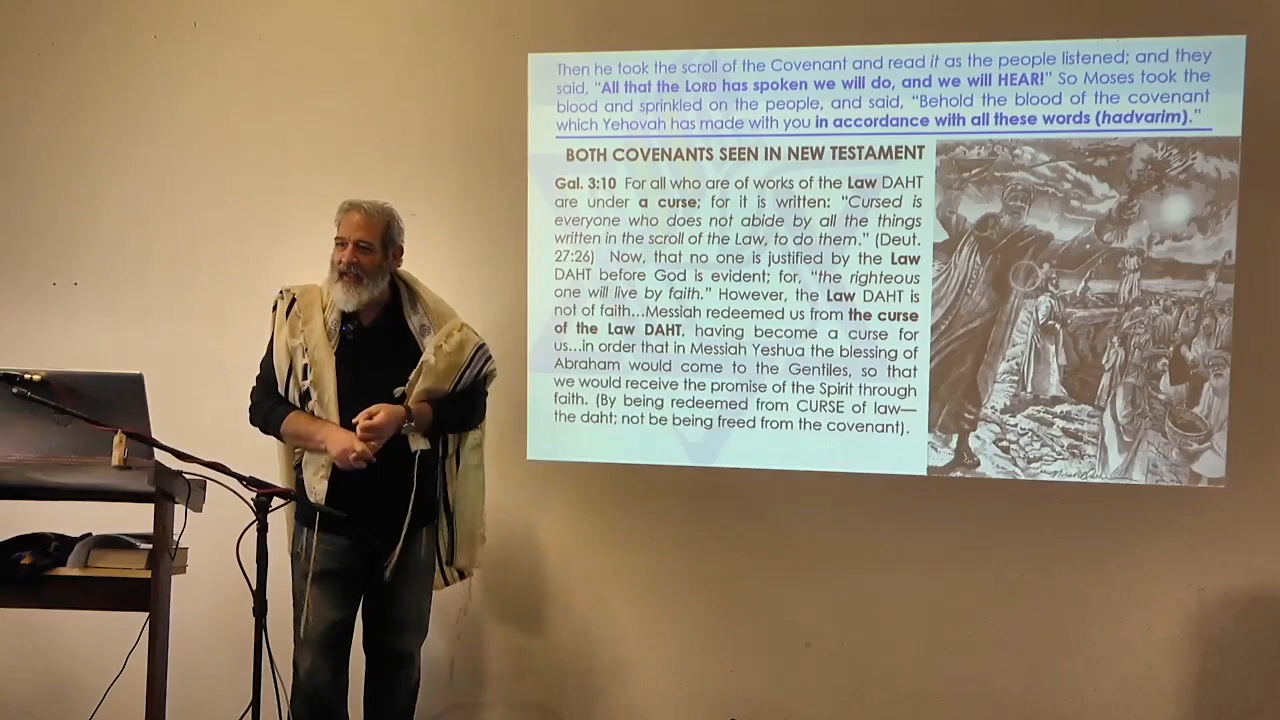 Then he took the scroll of the Covenant and read it as the people listened; and they
said, “All that the LORD has spoken we will do, and we will HEAR!” So Moses took the
blood and sprinkled on the people, and said, “Behold the blood of the covenant
which Yehovah has made with you in accordance with all these words (hadvarim).”
BOTH COVENANTS SEEN IN NEW TESTAMENT
Gal. 3:10 For all who are of works of the Law DAHT
are under a curse; for it is written: “Cursed is
everyone who does not abide by all the things
written in the scroll of the Law, to do them.” (Deut.
27:26) Now, that no one is justified by the Law
DAHT before God is evident; for, “the righteous
one will live by faith.” However, the Law DAHT is
not of faith…Messiah redeemed us from the curse
of the Law DAHT, having become a curse for
us…in order that in Messiah Yeshua the blessing of
Abraham would come to the Gentiles, so that
we would receive the promise of the Spirit through
faith. (By being redeemed from CURSE of law—
the daht; not be being freed from the covenant).